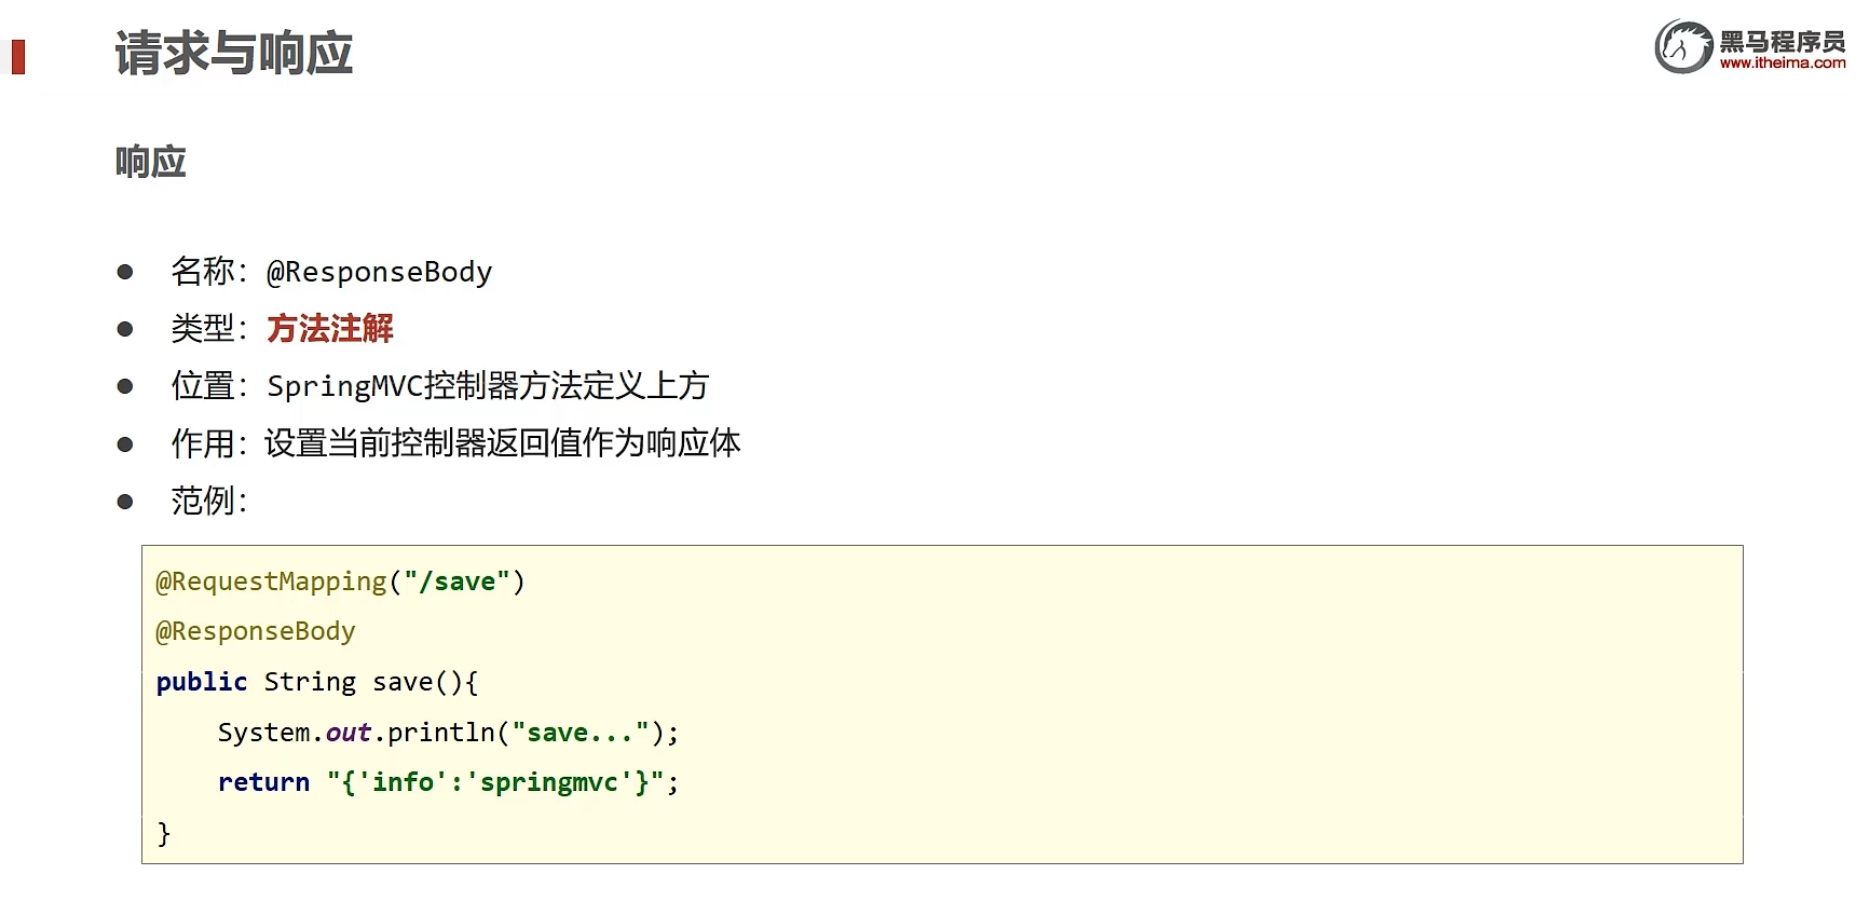 请求与响应
黑马程序员
www.itheima.com
响应
● 名称：@ResponseBody
● 类型：方法注解
● 位置：SpringMVC控制器方法定义上方
● 作用：设置当前控制器返回值作为响应体
● 范例：
@RequestMapping("/save")
@ResponseBody
public String save(){
    System.out.println("save...");
    return "{'info':'springmvc'}";
}